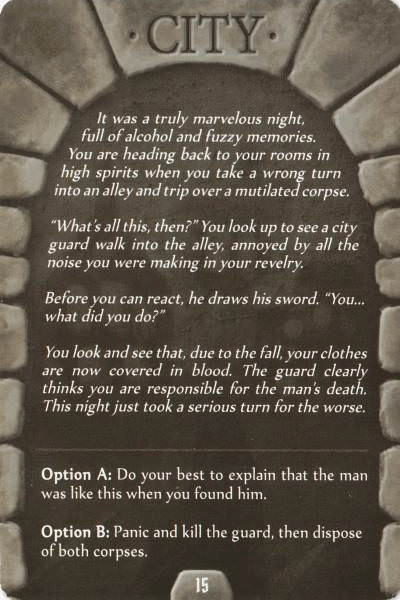 · CITY ·
It was a truly marvelous night,
full of alcohol and fuzzy memories.
You are heading back to your rooms in
high spirits when you take a wrong turn
into an alley and trip over a mutilated corpse.
“What's all this, then?” You look up to see a city
guard walk into the alley, annoyed by all the
noise you were making in your revelry.
Before you can react, he draws his sword. “You...
what did you do?”
You look and see that, due to the fall, your clothes
are now covered in blood. The guard clearly
thinks you are responsible for the man's death.
This night just took a serious turn for the worse.
Option A: Do your best to explain that the man
was like this when you found him.
Option B: Panic and kill the guard, then dispose
of both corpses.
15